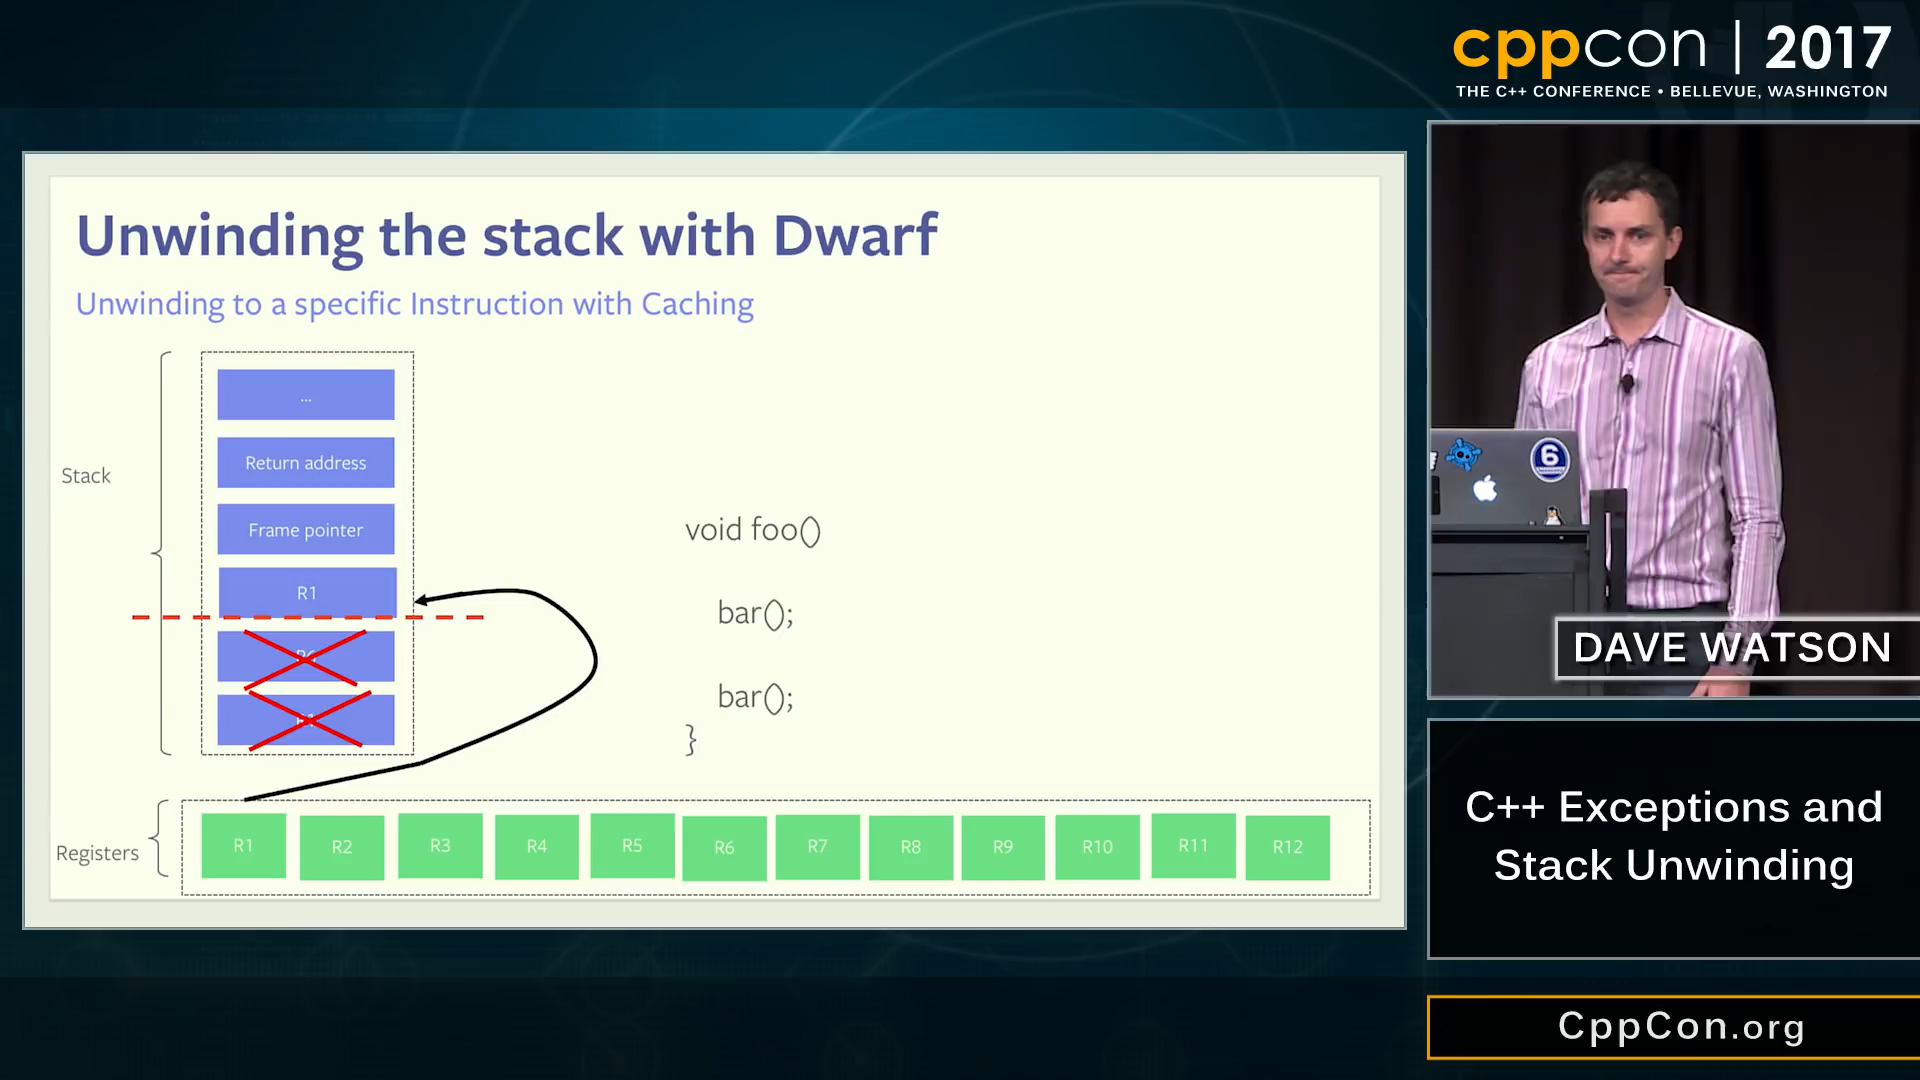 cppcon | 2017
THE C++ CONFERENCE • BELLEVUE, WASHINGTON
Unwinding the stack with Dwarf
Unwinding to a specific Instruction with Caching
Stack
...
Return address
Frame pointer
R1
void foo()
bar();
bar();
}
Registers
R1 R2 R3 R4 R5 R6 R7 R8 R9 R10 R11 R12
6
DAVE WATSON
C++ Exceptions and
Stack Unwinding
CppCon.org